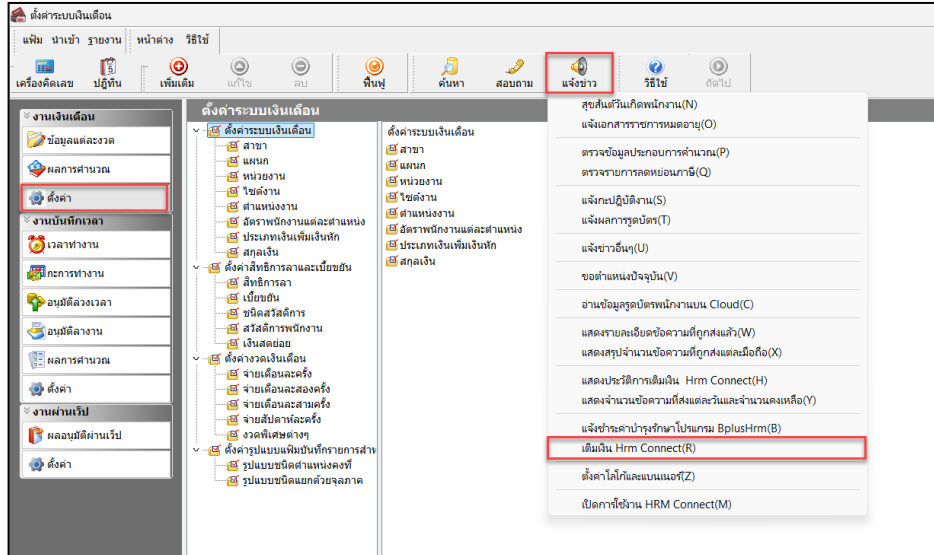 ตั้งค่าระบบเงินเดือน
แฟ้ม นำเข้า รายงาน หน้าต่าง วิธีใช้
เครื่องคิดเลข ปฏิทิน เพิ่มเติม แก้ไข ลบ ฟื้นฟู ค้นหา สอบถาม แจ้งข่าว วิธีใช้ ถัดไป
งานเงินเดือน
ข้อมูลแต่ละงวด
ผลการคำนวณ
ตั้งค่า
งานบันทึกเวลา
เวลาทำงาน
กะการทำงาน
อนุมัติล่วงเวลา
อนุมัติลางาน
ผลการคำนวณ
ตั้งค่า
งานผ่านเว็ป
ผลอนุมัติผ่านเว็ป
ตั้งค่า
ตั้งค่าระบบเงินเดือน
ตั้งค่าระบบเงินเดือน
สาขา
แผนก
หน่วยงาน
ไซต์งาน
ตำแหน่งงาน
อัตราพนักงานแต่ละตำแหน่ง
ประเภทเงินเพิ่มเงินหัก
สกุลเงิน
ตั้งค่าสิทธิการลาและเบี้ยขยัน
สิทธิการลา
เบี้ยขยัน
ชนิดสวัสดิการ
สวัสดิการพนักงาน
เงินสดย่อย
ตั้งค่างวดเงินเดือน
จ่ายเดือนละครั้ง
จ่ายเดือนละสองครั้ง
จ่ายเดือนละสามครั้ง
จ่ายสัปดาห์ละครั้ง
งวดพิเศษต่างๆ
ตั้งค่ารูปแบบแฟ้มบันทึกรายการสำห
รูปแบบชนิดตำแหน่งคงที่
รูปแบบชนิดแยกด้วยจุลภาค
ตั้งค่าระบบเงินเดือน
สาขา
แผนก
หน่วยงาน
ไซต์งาน
ตำแหน่งงาน
อัตราพนักงานแต่ละตำแหน่ง
ประเภทเงินเพิ่มเงินหัก
สกุลเงิน
สุขสันต์วันเกิดพนักงาน(N)
แจ้งเอกสารราชการหมดอายุ(O)
ตรวจข้อมูลประกอบการคำนวณ(P)
ตรวจรายการลดหย่อนภาษี(Q)
แจ้งกะปฏิบัติงาน(S)
แจ้งผลการรูดบัตร(T)
แจ้งข่าวอื่นๆ(U)
ขอตำแหน่งปัจจุบัน(V)
อ่านข้อมูลรูดบัตรพนักงานบน Cloud(C)
แสดงรายละเอียดข้อความที่ถูกส่งแล้ว(W)
แสดงสรุปจำนวนข้อความที่ถูกส่งแต่ละมือถือ(X)
แสดงประวัติการเติมเงิน Hrm Connect(H)
แสดงจำนวนข้อความที่ส่งแต่ละวันและจำนวนคงเหลือ(Y)
แจ้งชำระค่าบำรุงรักษาโปรแกรม BplusHrm(B)
เติมเงิน Hrm Connect(R)
ตั้งค่าโลโก้และแบนเนอร์(Z)
เปิดการใช้งาน HRM Connect(M)